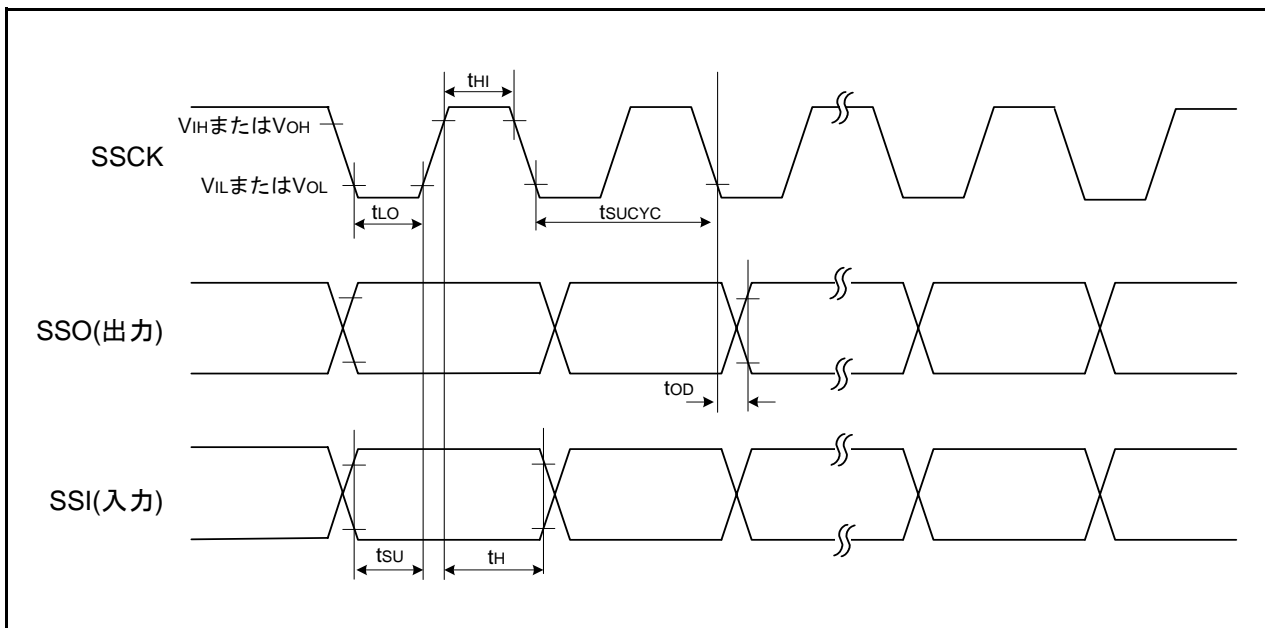 tHI
VIHまたはVOH
SSCK
VILまたはVOL
tLO
tSUCYC
SSO(出力)
tOD
SSI(入力)
tSU
tH